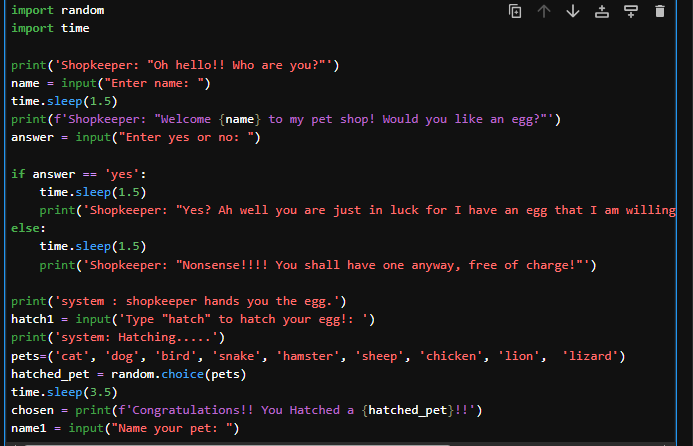 import random
import time

print('Shopkeeper: "Oh hello!! Who are you?"')
name = input("Enter name: ")
time.sleep(1.5)
print(f'Shopkeeper: "Welcome {name} to my pet shop! Would you like an egg?"')
answer = input("Enter yes or no: ")

if answer == 'yes':
    time.sleep(1.5)
    print('Shopkeeper: "Yes? Ah well you are just in luck for I have an egg that I am willing
else:
    time.sleep(1.5)
    print('Shopkeeper: "Nonsense!!!! You shall have one anyway, free of charge!"')

print('system : shopkeeper hands you the egg.')
hatch1 = input('Type "hatch" to hatch your egg!: ')
print('system: Hatching.....')
pets=('cat', 'dog', 'bird', 'snake', 'hamster', 'sheep', 'chicken', 'lion',  'lizard')
hatched_pet = random.choice(pets)
time.sleep(3.5)
chosen = print(f'Congratulations!! You Hatched a {hatched_pet}!!')
name1 = input("Name your pet: ")